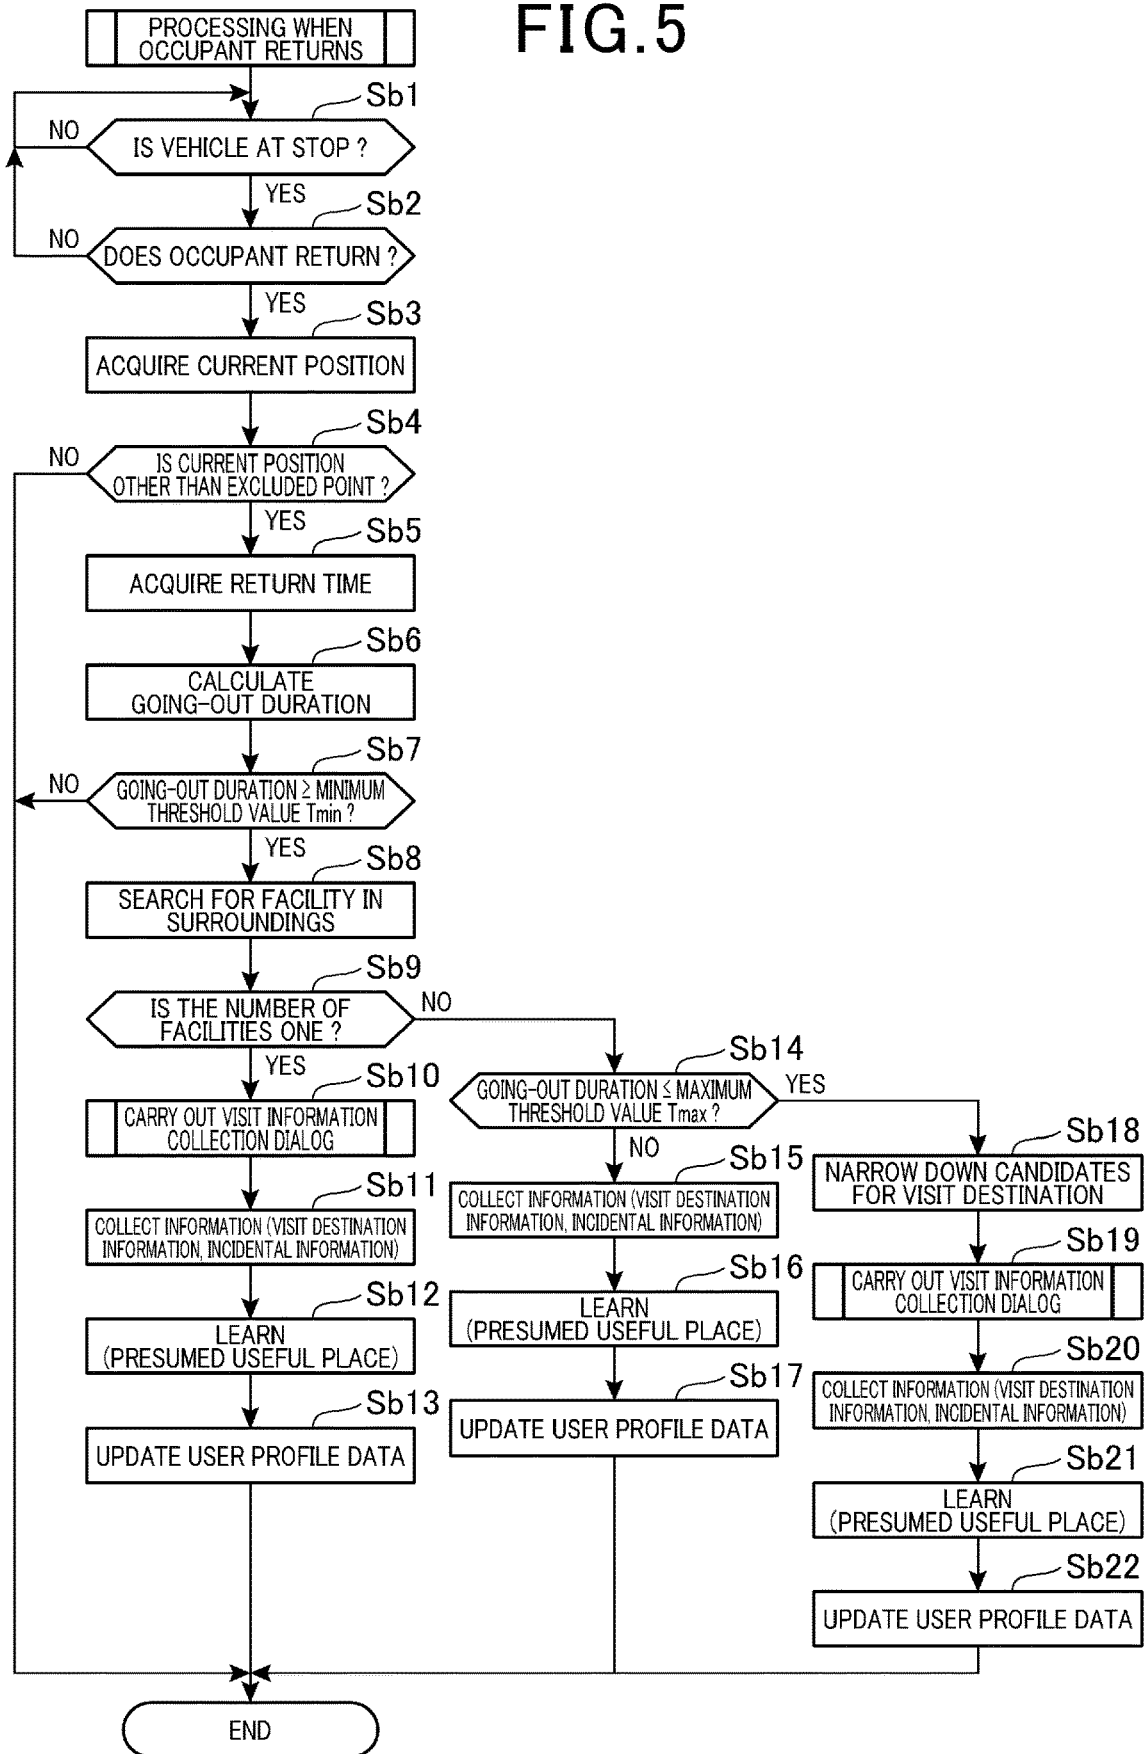 FIG.5
PROCESSING WHEN
OCCUPANT RETURNS
Sb1
IS VEHICLE AT STOP ?
NO
YES
Sb2
DOES OCCUPANT RETURN ?
NO
YES
Sb3
ACQUIRE CURRENT POSITION
Sb4
IS CURRENT POSITION
OTHER THAN EXCLUDED POINT ?
NO
YES
Sb5
ACQUIRE RETURN TIME
Sb6
CALCULATE
GOING-OUT DURATION
Sb7
GOING-OUT DURATION ≥ MINIMUM
THRESHOLD VALUE Tmin ?
NO
YES
Sb8
SEARCH FOR FACILITY IN
SURROUNDINGS
Sb9
IS THE NUMBER OF
FACILITIES ONE ?
NO
YES
Sb10
CARRY OUT VISIT INFORMATION
COLLECTION DIALOG
Sb11
COLLECT INFORMATION (VISIT DESTINATION
INFORMATION, INCIDENTAL INFORMATION)
Sb12
LEARN
(PRESUMED USEFUL PLACE)
Sb13
UPDATE USER PROFILE DATA
Sb14
GOING-OUT DURATION ≤ MAXIMUM
THRESHOLD VALUE Tmax ?
YES
NO
Sb15
COLLECT INFORMATION (VISIT DESTINATION
INFORMATION, INCIDENTAL INFORMATION)
Sb16
LEARN
(PRESUMED USEFUL PLACE)
Sb17
UPDATE USER PROFILE DATA
Sb18
NARROW DOWN CANDIDATES
FOR VISIT DESTINATION
Sb19
CARRY OUT VISIT INFORMATION
COLLECTION DIALOG
Sb20
COLLECT INFORMATION (VISIT DESTINATION
INFORMATION, INCIDENTAL INFORMATION)
Sb21
LEARN
(PRESUMED USEFUL PLACE)
Sb22
UPDATE USER PROFILE DATA
END